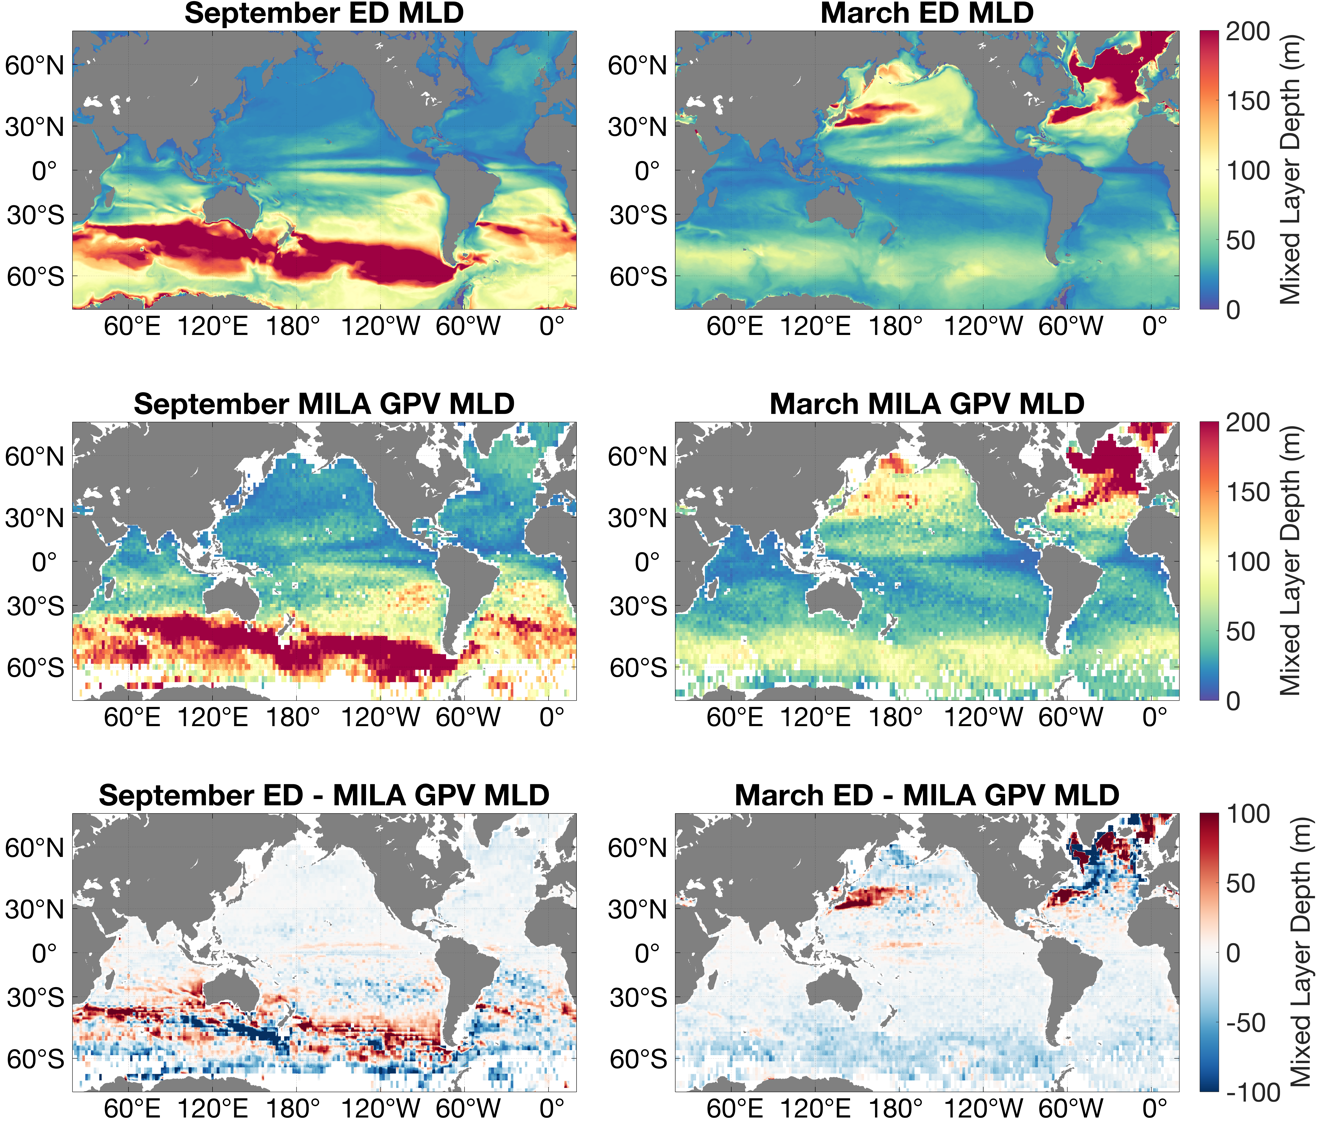 September ED MLD
March ED MLD
60°N
30°N
0°
30°S
60°S
60°E 120°E 180° 120°W 60°W 0°
60°N
30°N
0°
30°S
60°S
60°E 120°E 180° 120°W 60°W 0°
200
150
100
50
0
Mixed Layer Depth (m)
September MILA GPV MLD
March MILA GPV MLD
60°N
30°N
0°
30°S
60°S
60°E 120°E 180° 120°W 60°W 0°
60°N
30°N
0°
30°S
60°S
60°E 120°E 180° 120°W 60°W 0°
200
150
100
50
0
Mixed Layer Depth (m)
September ED - MILA GPV MLD
March ED - MILA GPV MLD
60°N
30°N
0°
30°S
60°S
60°E 120°E 180° 120°W 60°W 0°
60°N
30°N
0°
30°S
60°S
60°E 120°E 180° 120°W 60°W 0°
100
50
0
-50
-100
Mixed Layer Depth (m)